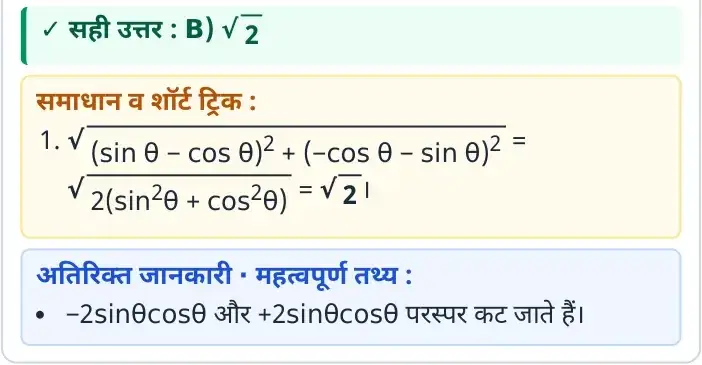 ✓ सही उत्तर : B) √2
समाधान व शॉर्ट ट्रिक :
1. √(sin θ − cos θ)² + (−cos θ − sin θ)² =
√2(sin²θ + cos²θ) = √2।
अतिरिक्त जानकारी · महत्वपूर्ण तथ्य :
• −2sinθcosθ और +2sinθcosθ परस्पर कट जाते हैं।